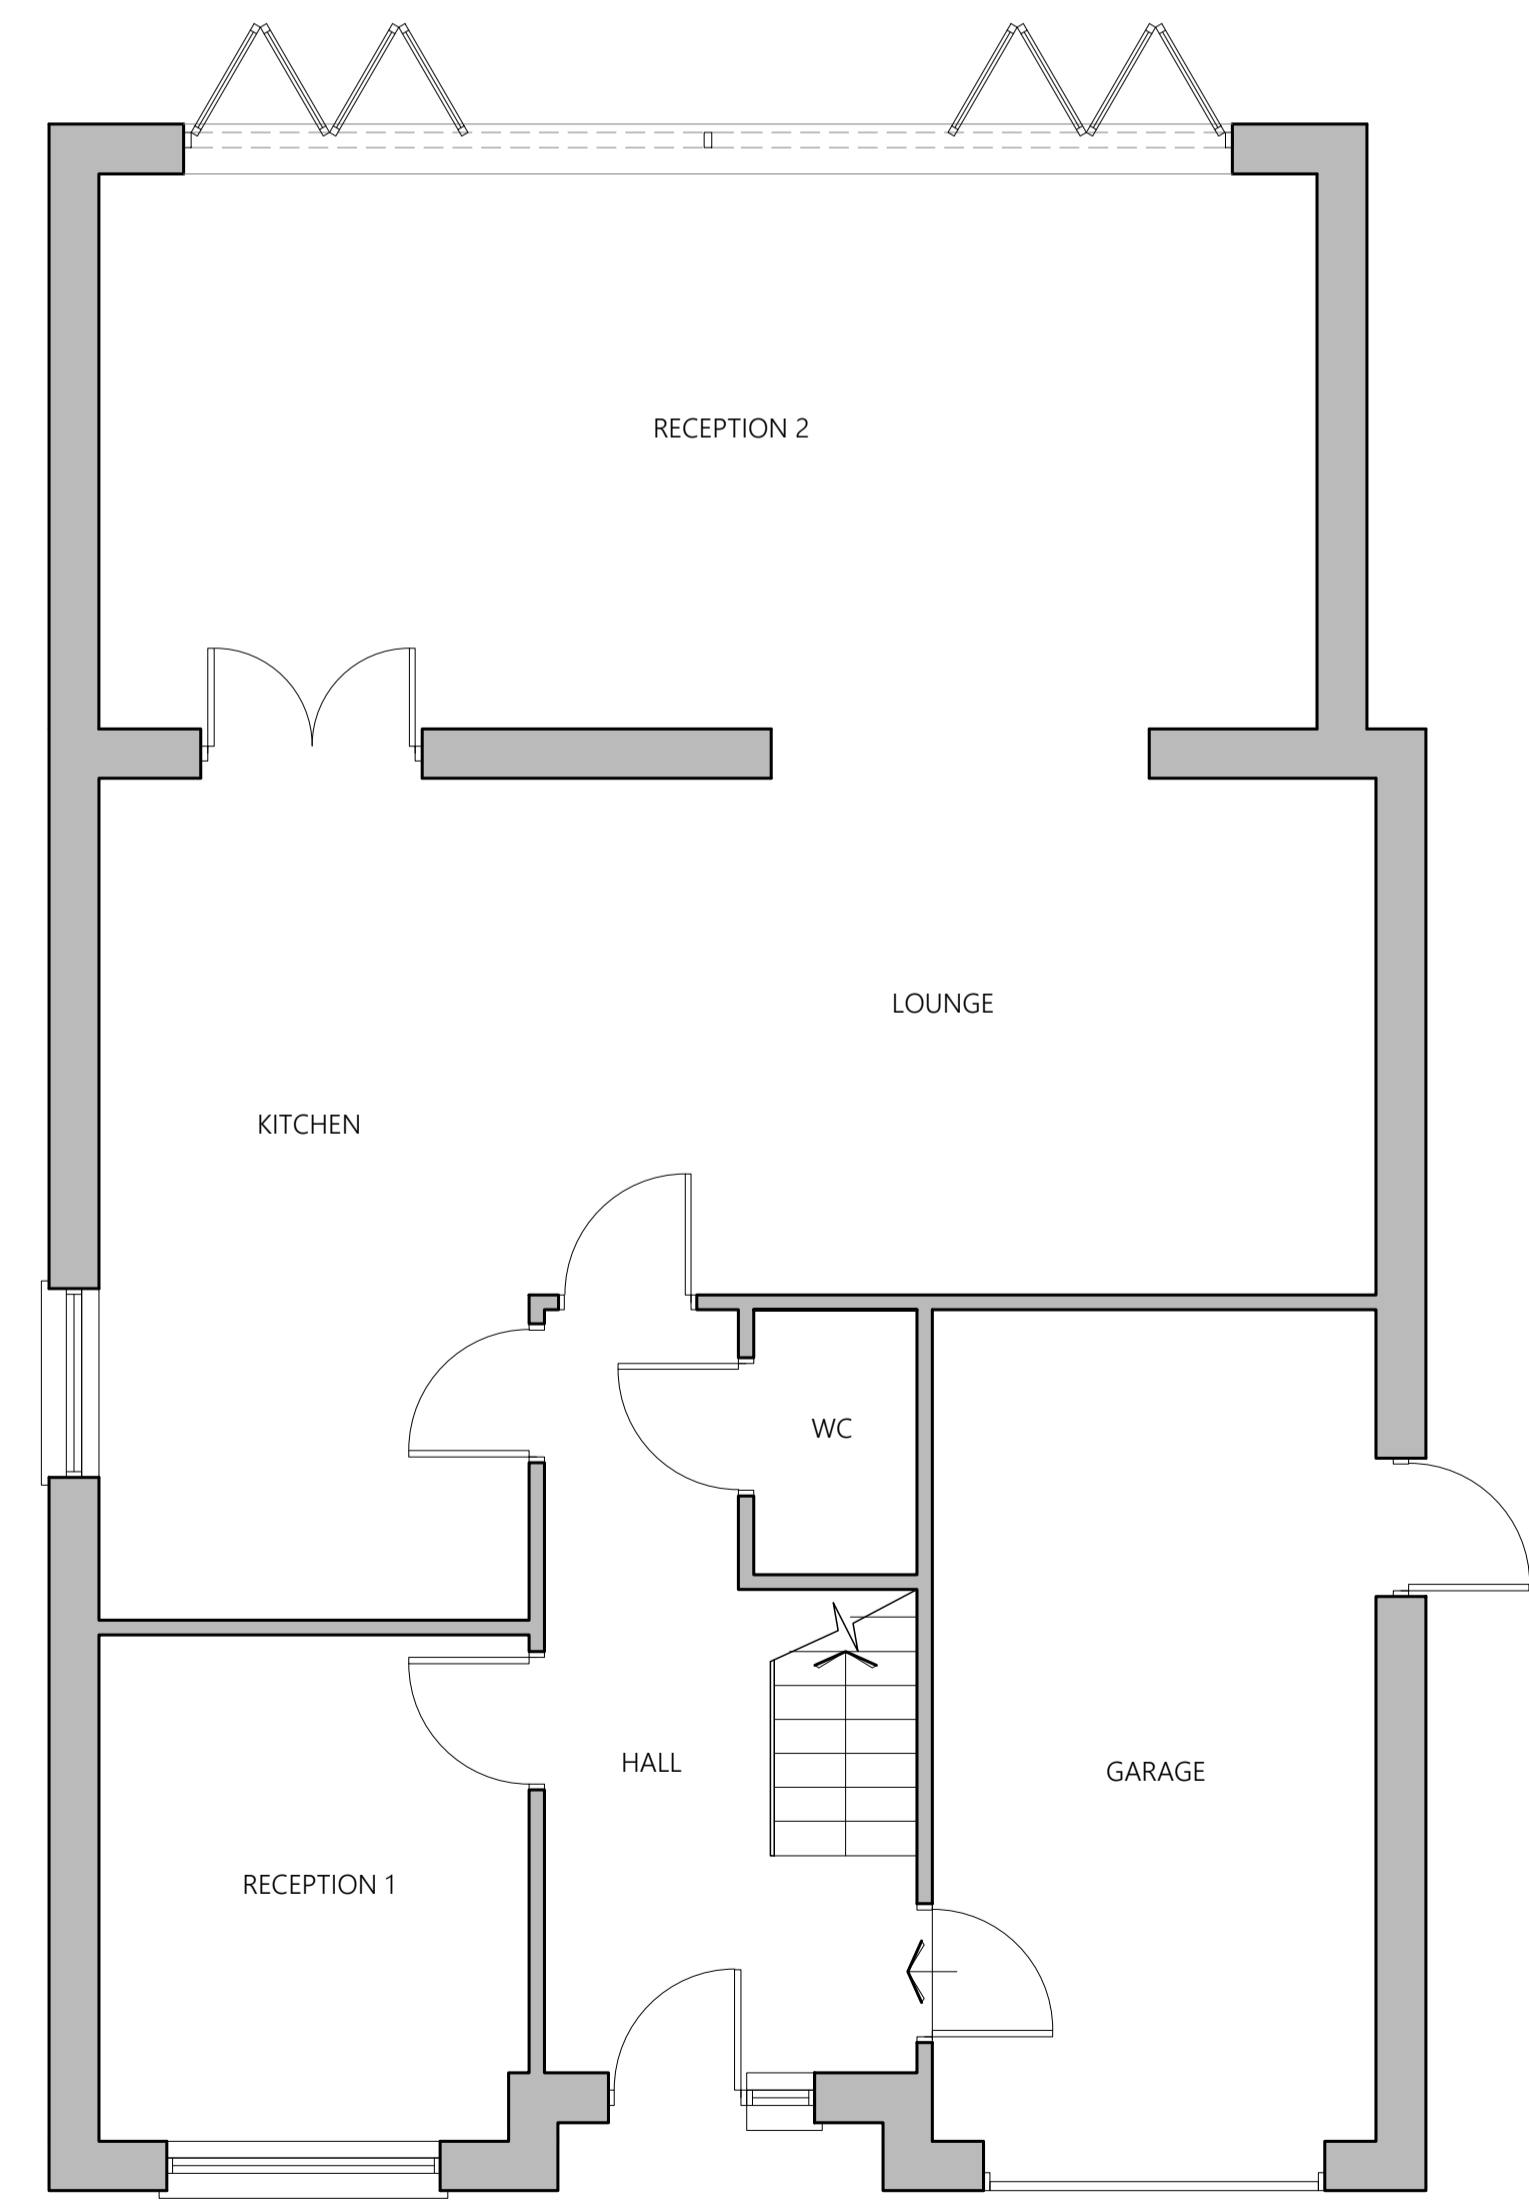 RECEPTION 2
LOUNGE
KITCHEN
WC
HALL
GARAGE
RECEPTION 1